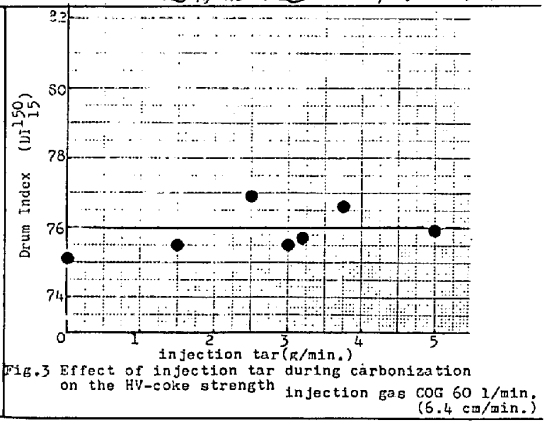 82
80
78
76
74
Drum Index (DI 150 15)
0 1 2 3 4 5
injection tar(g/min.)
Fig.3 Effect of injection tar during carbonization
on the HV-coke strength injection gas COG 60 l/min,
(6.4 cm/min.)